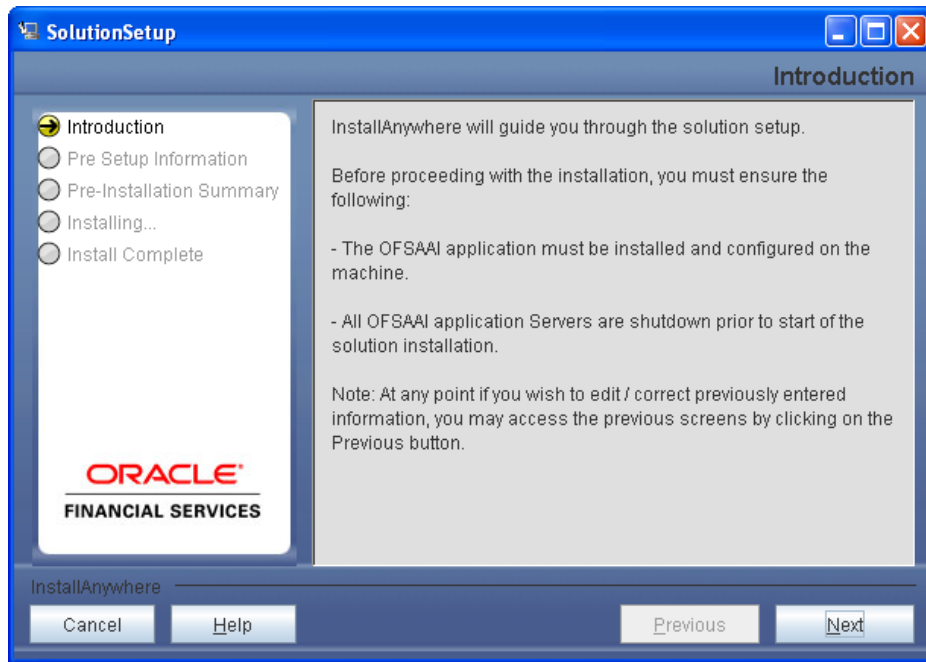 SolutionSetup
Introduction
Introduction
Pre Setup Information
Pre-Installation Summary
Installing...
Install Complete
ORACLE
FINANCIAL SERVICES
InstallAnywhere will guide you through the solution setup.
Before proceeding with the installation, you must ensure the
following:
- The OFSAAI application must be installed and configured on the
machine.
- All OFSAAI application Servers are shutdown prior to start of the
solution installation.
Note: At any point if you wish to edit / correct previously entered
information, you may access the previous screens by clicking on the
Previous button.
InstallAnywhere
Cancel
Help
Previous
Next